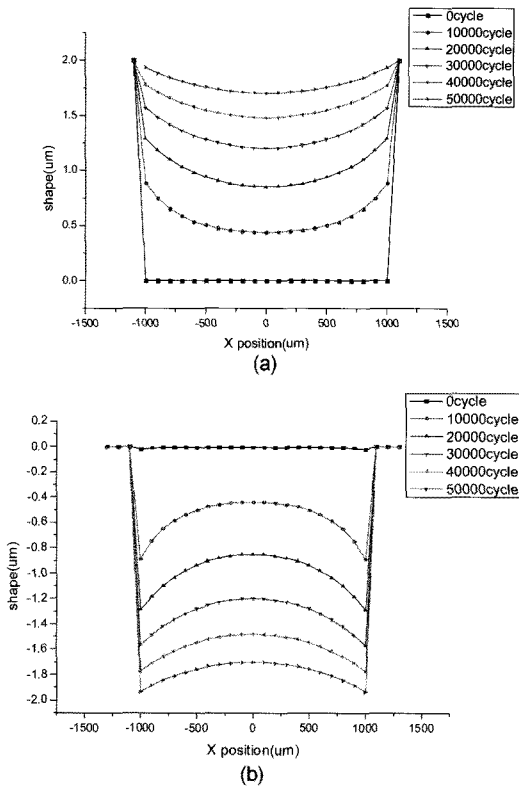 0cycle
10000cycle
20000cycle
30000cycle
40000cycle
50000cycle
2.0
1.5
1.0
0.5
0.0
shape(um)
-1500 -1000 -500 0 500 1000 1500
X position(um)
(a)
0cycle
10000cycle
20000cycle
30000cycle
40000cycle
50000cycle
0.2
0.0
-0.2
-0.4
-0.6
-0.8
-1.0
-1.2
-1.4
-1.6
-1.8
-2.0
shape(um)
-1500 -1000 -500 0 500 1000 1500
X position(um)
(b)